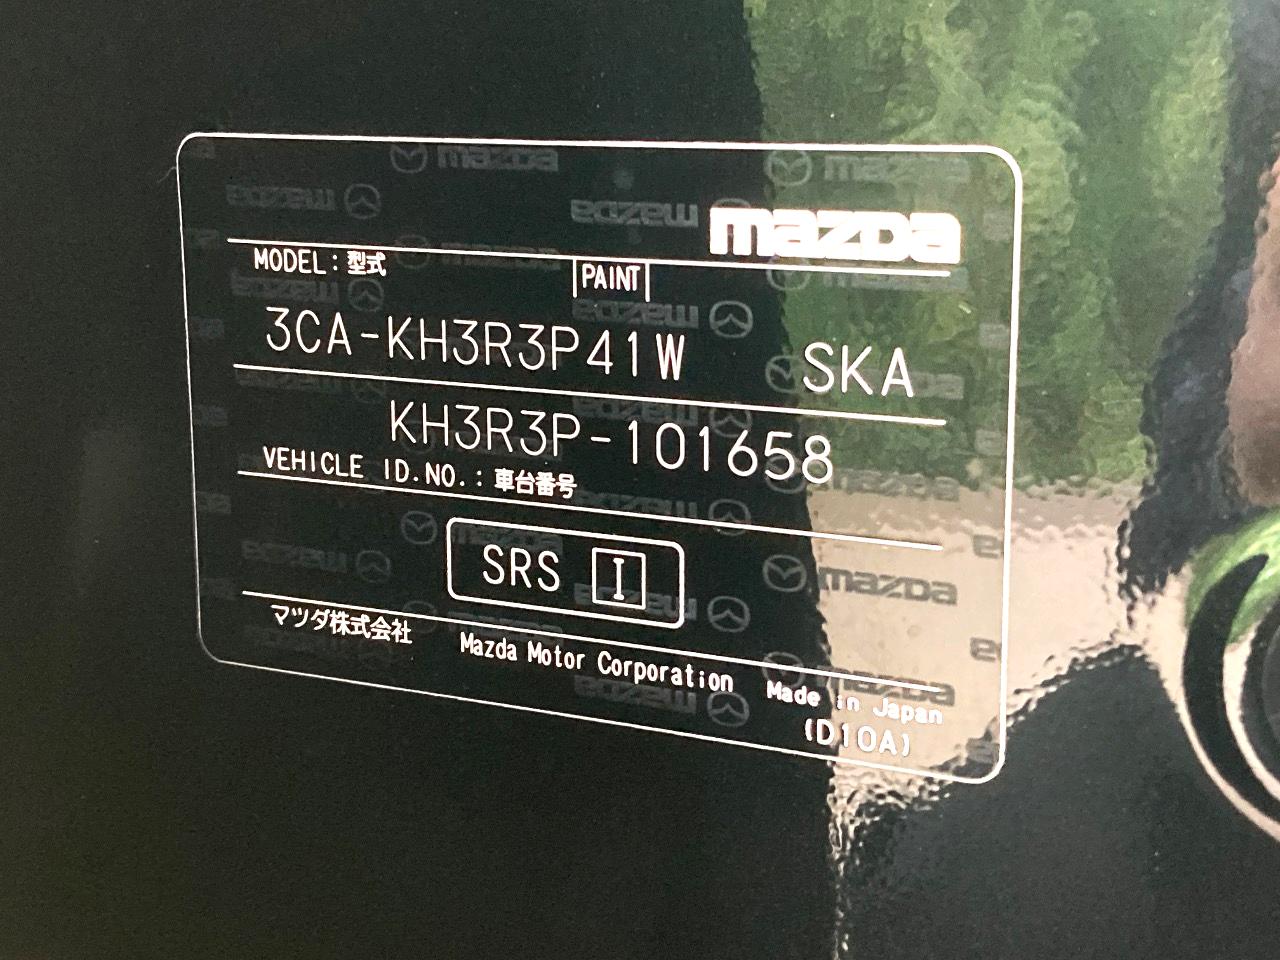 mazda
MODEL：型式 PAINT
3CA-KH3R3P41W SKA
KH3R3P-101658
VEHICLE ID.NO.：車台番号
SRS I
マツダ株式会社 Mazda Motor Corporation Made in Japan
(D10A)